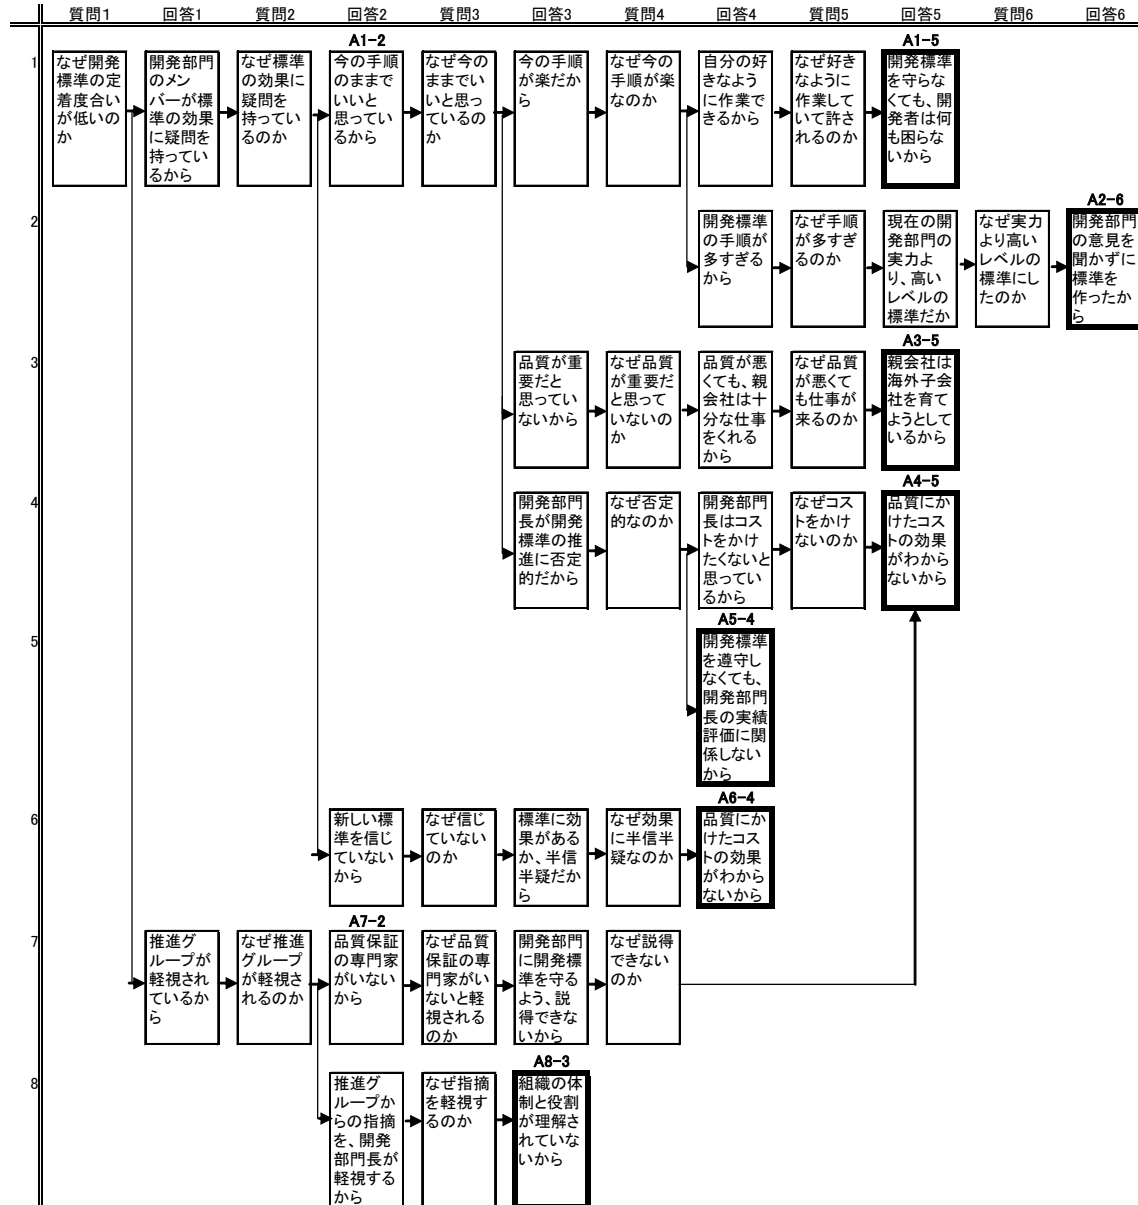 質問1 回答1 質問2 回答2 質問3 回答3 質問4 回答4 質問5 回答5 質問6 回答6
A1-2
A1-5
1
なぜ開発
標準の定
着度合い
が低いの
か
開発部門
のメン
バーが標
準の効果
に疑問を
持ってい
るから
なぜ標準
の効果に
疑問を
持ってい
るのか
今の手順
のままで
いいと
思ってい
るから
なぜ今の
ままでい
いと思っ
ているの
か
今の手順
が楽だか
ら
なぜ今の
手順が楽
なのか
自分の好
きなよう
に作業で
きるから
なぜ好き
なように
作業して
いて許さ
れるのか
開発標準
を守らな
くても、開
発者は何
も困らな
いから
A2-6
2
開発標準
の手順が
多すぎる
から
なぜ手順
が多すぎ
るのか
現在の開
発部門の
実力よ
り、高い
レベルの
標準だか
なぜ実力
より高い
レベルの
標準にし
たのか
開発部門
の意見を
聞かずに
標準を
作ったか
ら
A3-5
3
品質が重
要だと
思ってい
ないから
なぜ品質
が重要だ
と思って
いないの
か
品質が悪
くても、親
会社は十
分な仕事
をくれる
から
なぜ品質
が悪くて
も仕事が
来るのか
親会社は
海外子会
社を育て
ようとし
ているから
A4-5
4
開発部門
長が開発
標準の推
進に否定
的だから
なぜ否定
的なのか
開発部門
長はコス
トをかけ
たくないと
思ってい
るから
なぜコス
トをかけ
ないのか
品質にか
けたコス
トの効果
がわから
ないから
A5-4
5
開発標準
を遵守し
なくても、
開発部門
長の実績
評価に関
係しない
から
A6-4
6
新しい標
準を信じ
ていない
から
なぜ信じ
ていない
のか
標準に効
果がある
か、半信
半疑だか
ら
なぜ効果
に半信半
疑なのか
品質にか
けたコス
トの効果
がわから
ないから
A7-2
7
推進グ
ループが
軽視され
ているか
ら
なぜ推進
グループ
が軽視さ
れるのか
品質保証
の専門家
がいない
から
なぜ品質
保証の専
門家がい
ないと軽
視される
のか
開発部門
に開発標
準を守る
よう、説
得できな
いから
なぜ説得
できない
のか
A8-3
8
推進グ
ループか
らの指摘
を、開発
部門長が
軽視する
から
なぜ指摘
を軽視す
るのか
組織の体
制と役割
が理解さ
れていな
いから